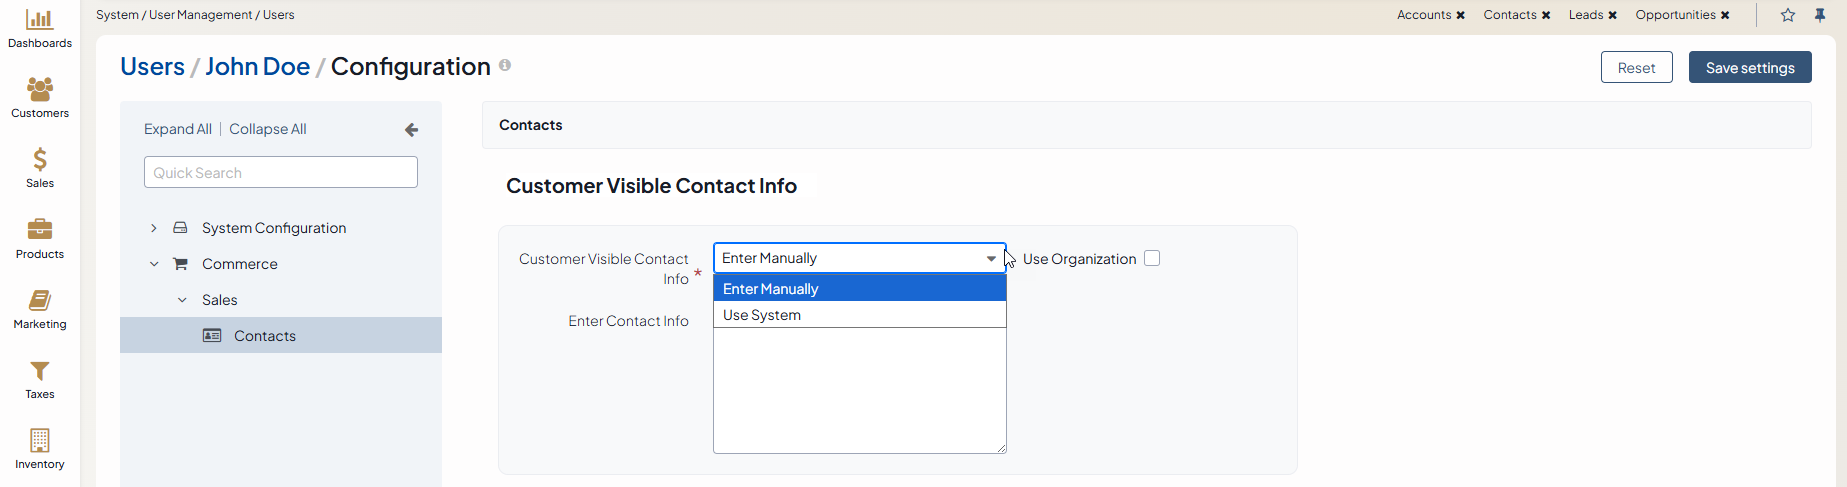 System / User Management / Users
Accounts ✖ Contacts ✖ Leads ✖ Opportunities ✖
Dashboards
Customers
Sales
Products
Marketing
Taxes
Inventory
Users / John Doe / Configuration
Reset
Save settings
Expand All | Collapse All
Quick Search
System Configuration
Commerce
Sales
Contacts
Contacts
Customer Visible Contact Info
Customer Visible Contact
Info *
Enter Manually
Use Organization
Enter Manually
Use System
Enter Contact Info